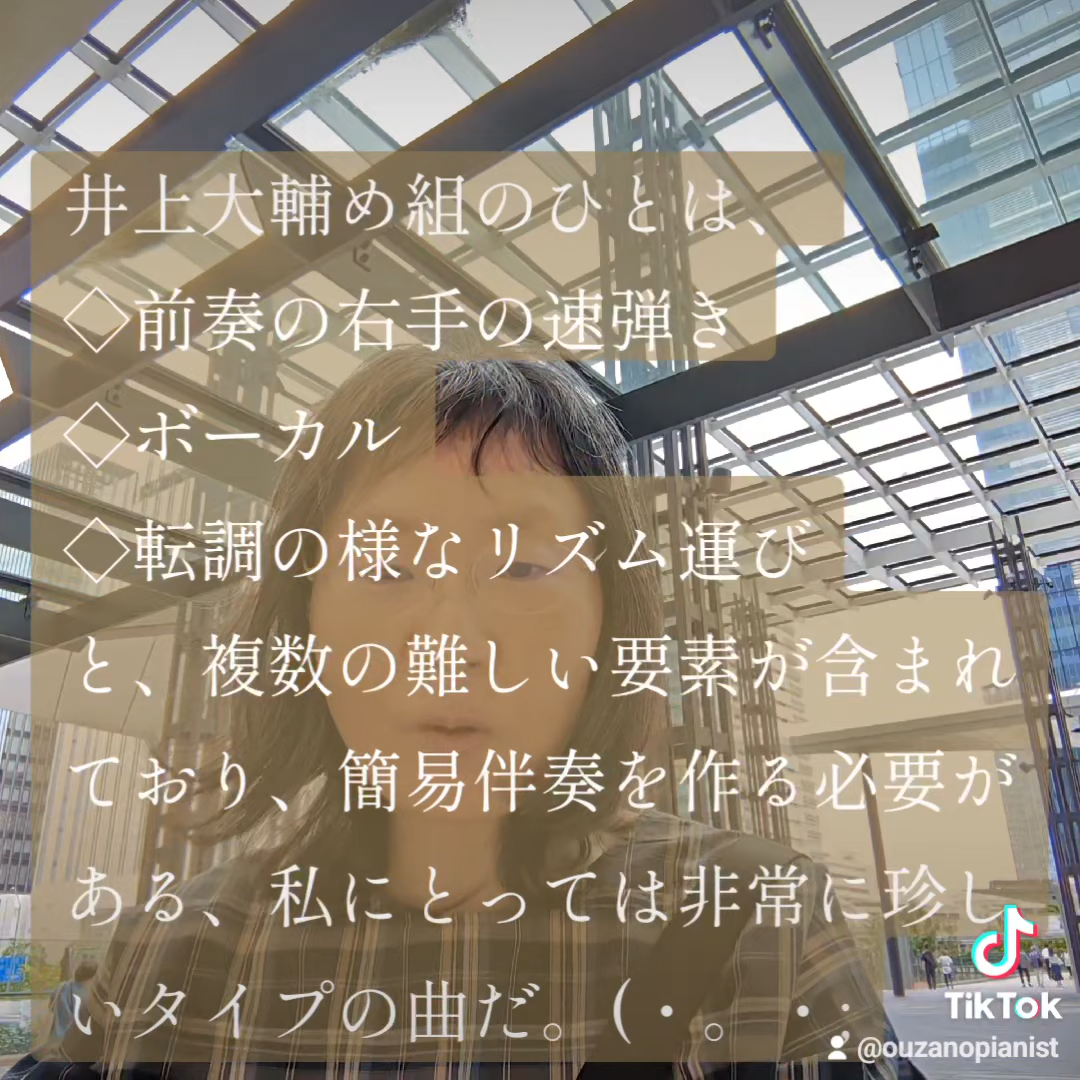 井上大輔め組のひとは、
◇前奏の右手の速弾き
◇ボーカル
◇転調の様なリズム運び
と、複数の難しい要素が含まれ
ており、簡易伴奏を作る必要が
ある、私にとっては非常に珍し
いタイプの曲だ。(・。・;
TikTok
@ouzanopianist